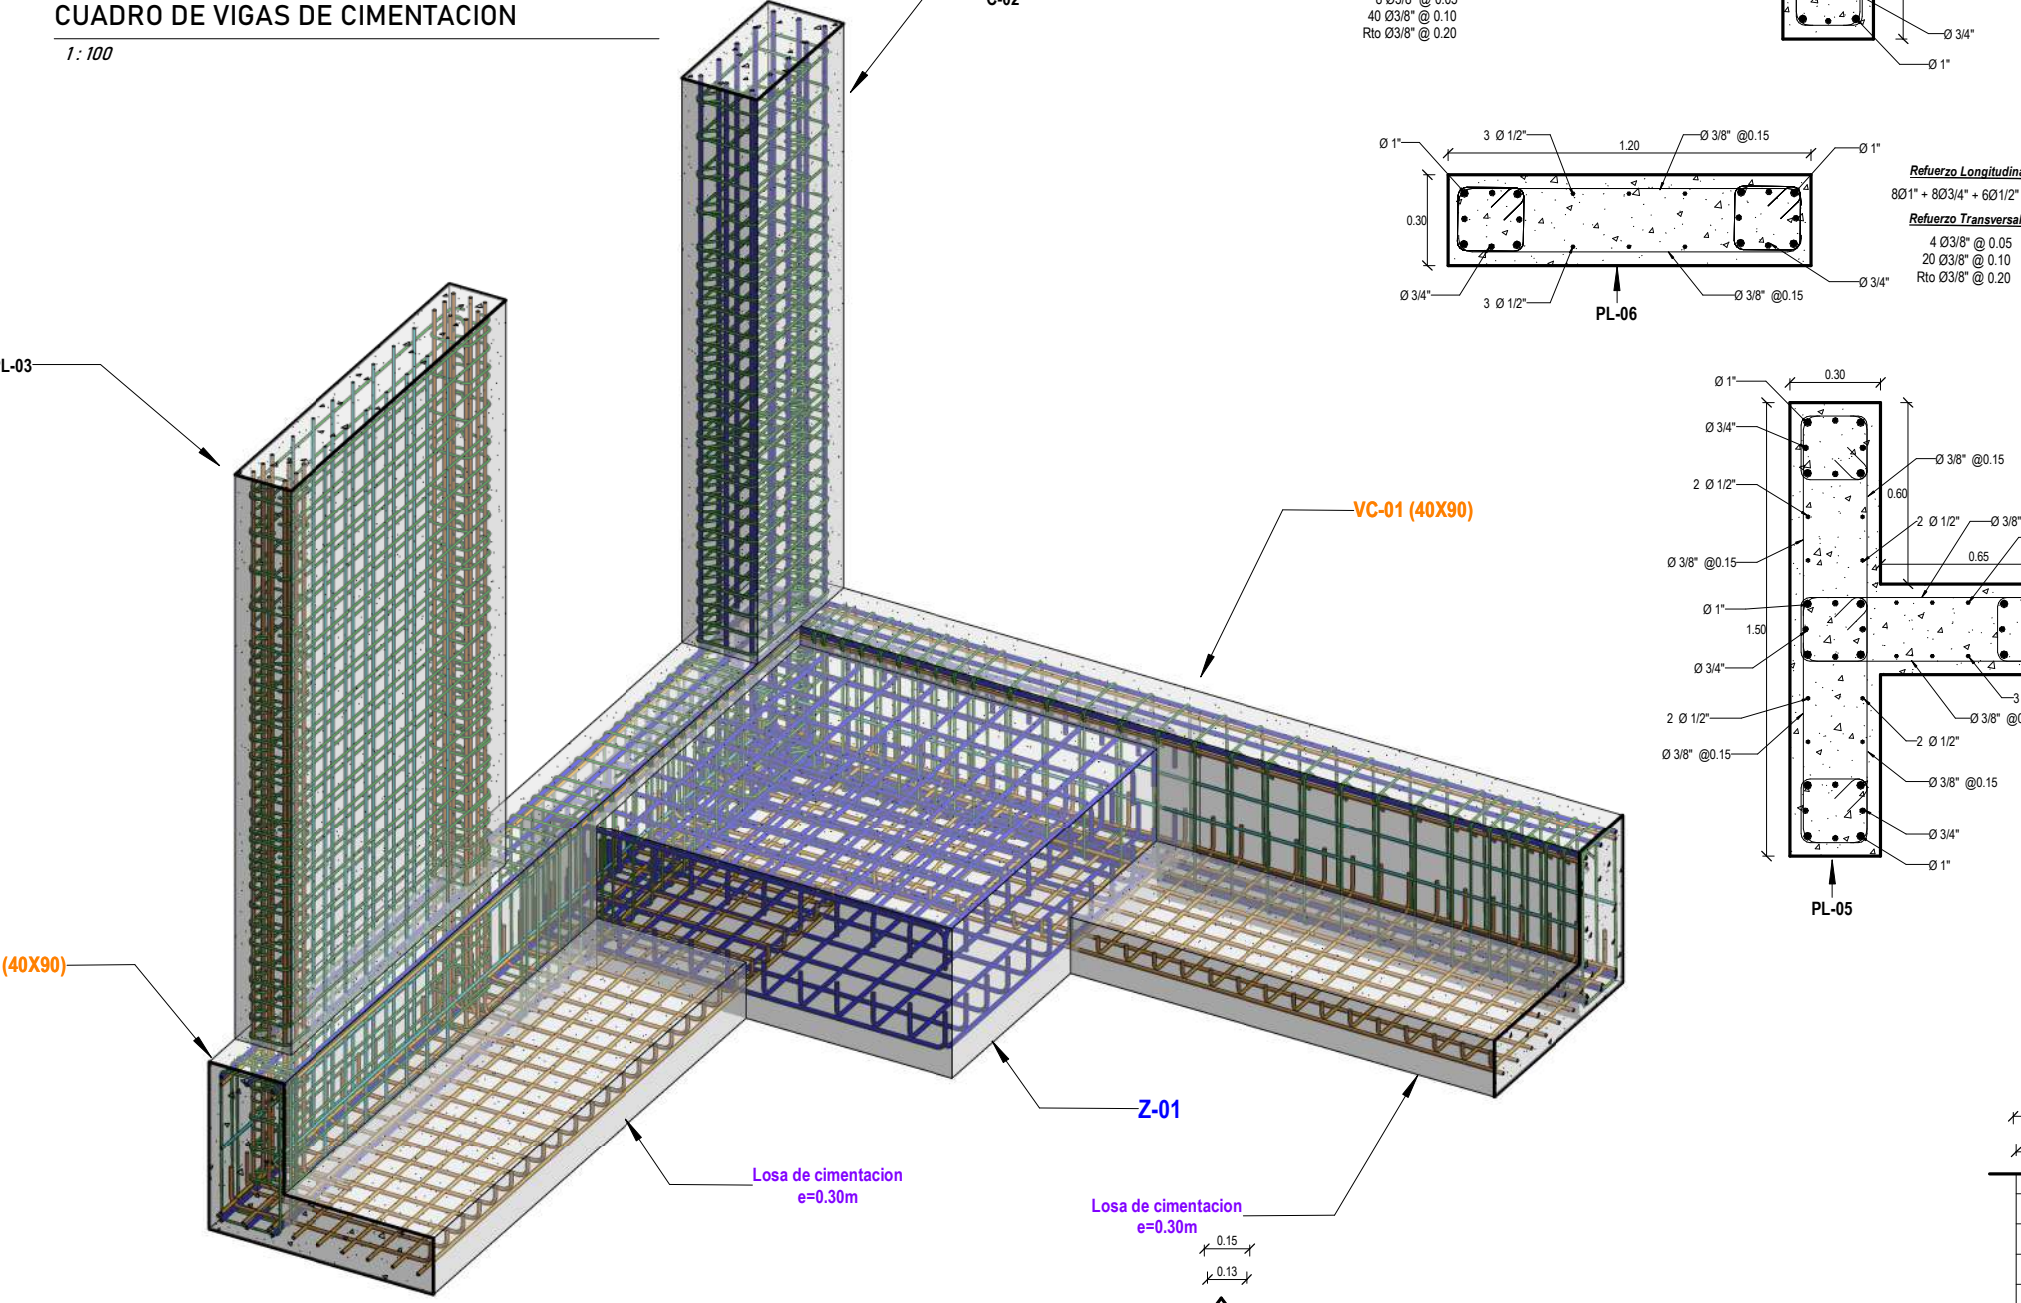 CUADRO DE VIGAS DE CIMENTACION
1 : 100
C-02
40 Ø3/8" @ 0.10
Rto Ø3/8" @ 0.20
Ø 3/4"
Ø 1"
3 Ø 1/2"
Ø 3/8" @0.15
Ø 1"
1.20
Ø 1"
0.30
Refuerzo Longitudina
8Ø1" + 8Ø3/4" + 6Ø1/2"
Refuerzo Transversal
4 Ø3/8" @ 0.05
20 Ø3/8" @ 0.10
Rto Ø3/8" @ 0.20
Ø 3/4"
3 Ø 1/2"
Ø 3/8" @0.15
Ø 3/4"
PL-06
L-03
VC-01 (40X90)
(40X90)
Z-01
Losa de cimentacion
e=0.30m
Losa de cimentacion
e=0.30m
0.15
0.13
Ø 1"
0.30
Ø 3/4"
Ø 3/8" @0.15
2 Ø 1/2"
0.60
2 Ø 1/2"
Ø 3/8"
Ø 3/8" @0.15
0.65
Ø 1"
1.50
Ø 3/4"
3
2 Ø 1/2"
Ø 3/8" @0
2 Ø 1/2"
Ø 3/8" @0.15
Ø 3/8" @0.15
Ø 3/4"
Ø 1"
PL-05